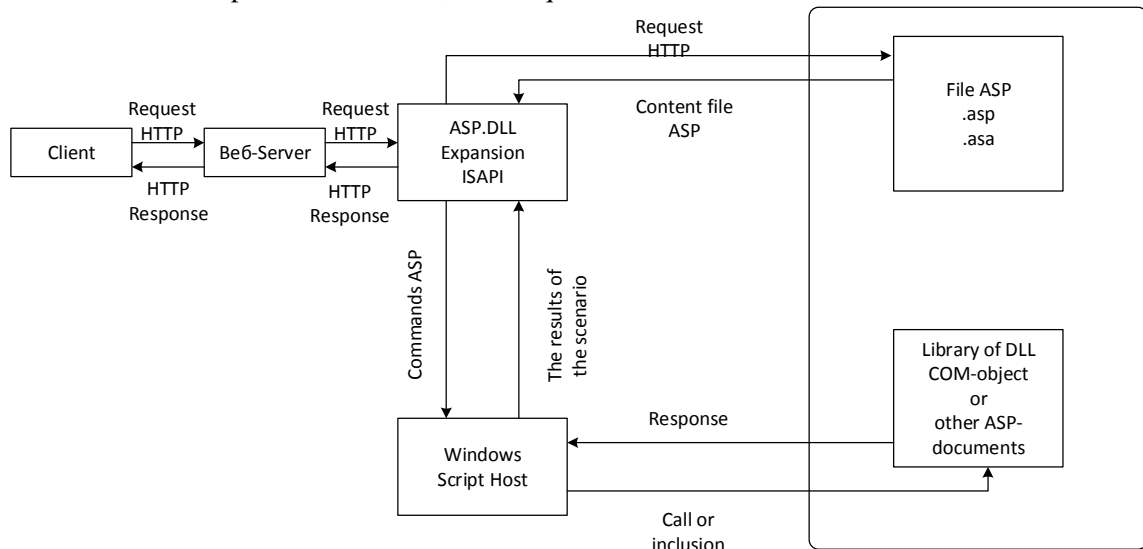 Request
HTTP
File ASP
.asp
.asa
Content file
ASP
Request
HTTP
Request
HTTP
ASP.DLL
Expansion
ISAPI
Client
Веб-Server
HTTP
Response
HTTP
Response
Commands ASP
The results of
the scenario
Library of DLL
COM-object
or
other ASP-
documents
Response
Windows
Script Host
Call or
inclusion